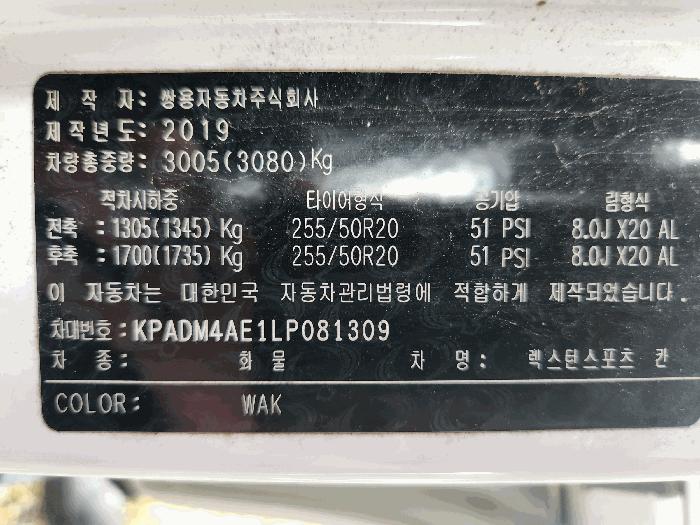 제 작 자: 쌍용자동차주식회사
제작년도: 2019
차량총중량: 3005(3080)Kg
적차시하중 타이어형식 공기압 림형식
전축 : 1305(1345) Kg 255/50R20 51 PSI 8.0J X20 AL
후축 : 1700(1735) Kg 255/50R20 51 PSI 8.0J X20 AL
이 자동차는 대한민국 자동차관리법령에 적합하게 제작되었습니다.
차대번호 : KPADM4AE1LP081309
차 종: 화 물 차 명: 렉스턴스포츠 칸
COLOR: WAK